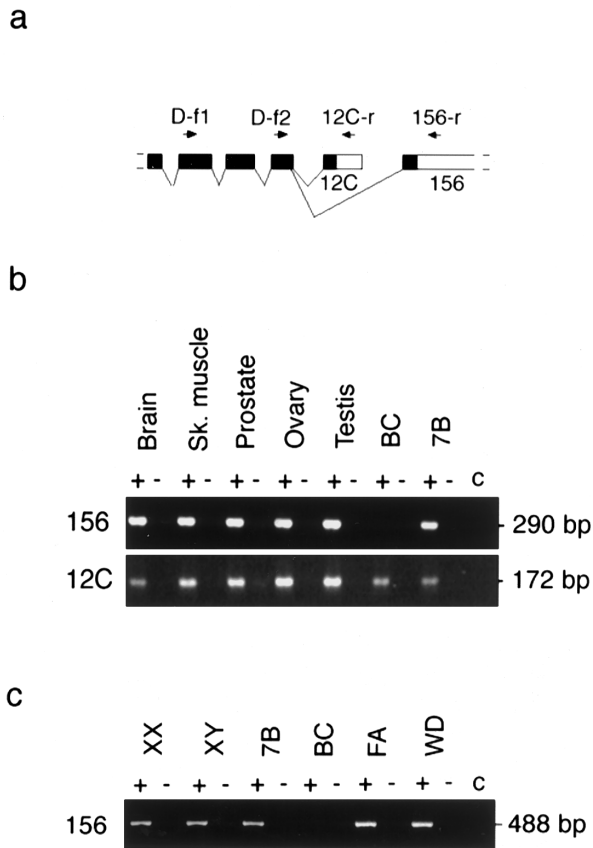 a
D-f1 D-f2 12C-r 156-r
12C 156
b
Brain Sk. muscle Prostate Ovary Testis BC 7B
+ - + - + - + - + - + - + - c
156 290 bp
12C 172 bp
c
XX XY 7B BC FA WD
+ - + - + - + - + - + - c
156 488 bp